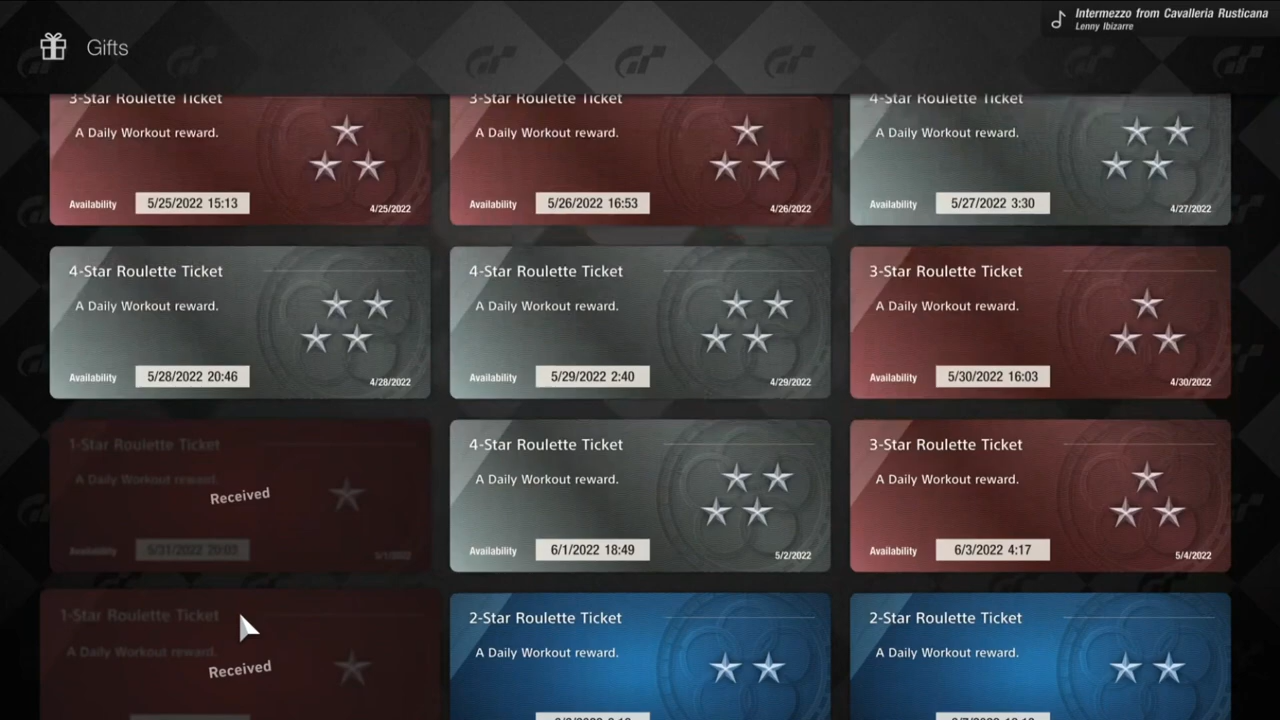 Intermezzo from Cavalleria Rusticana
Lenny Ibizarre
Gifts
3-Star Roulette Ticket
A Daily Workout reward.
Availability 5/25/2022 15:13 4/25/2022
3-Star Roulette Ticket
A Daily Workout reward.
Availability 5/26/2022 16:53 4/26/2022
4-Star Roulette Ticket
A Daily Workout reward.
Availability 5/27/2022 3:30 4/27/2022
4-Star Roulette Ticket
A Daily Workout reward.
Availability 5/28/2022 20:46 4/28/2022
4-Star Roulette Ticket
A Daily Workout reward.
Availability 5/29/2022 2:40 4/29/2022
3-Star Roulette Ticket
A Daily Workout reward.
Availability 5/30/2022 16:03 4/30/2022
1-Star Roulette Ticket
A Daily Workout reward.
Received
Availability 5/31/2022 20:03 5/1/2022
4-Star Roulette Ticket
A Daily Workout reward.
Availability 6/1/2022 18:49 5/2/2022
3-Star Roulette Ticket
A Daily Workout reward.
Availability 6/3/2022 4:17 5/4/2022
1-Star Roulette Ticket
A Daily Workout reward.
Received
2-Star Roulette Ticket
A Daily Workout reward.
2-Star Roulette Ticket
A Daily Workout reward.